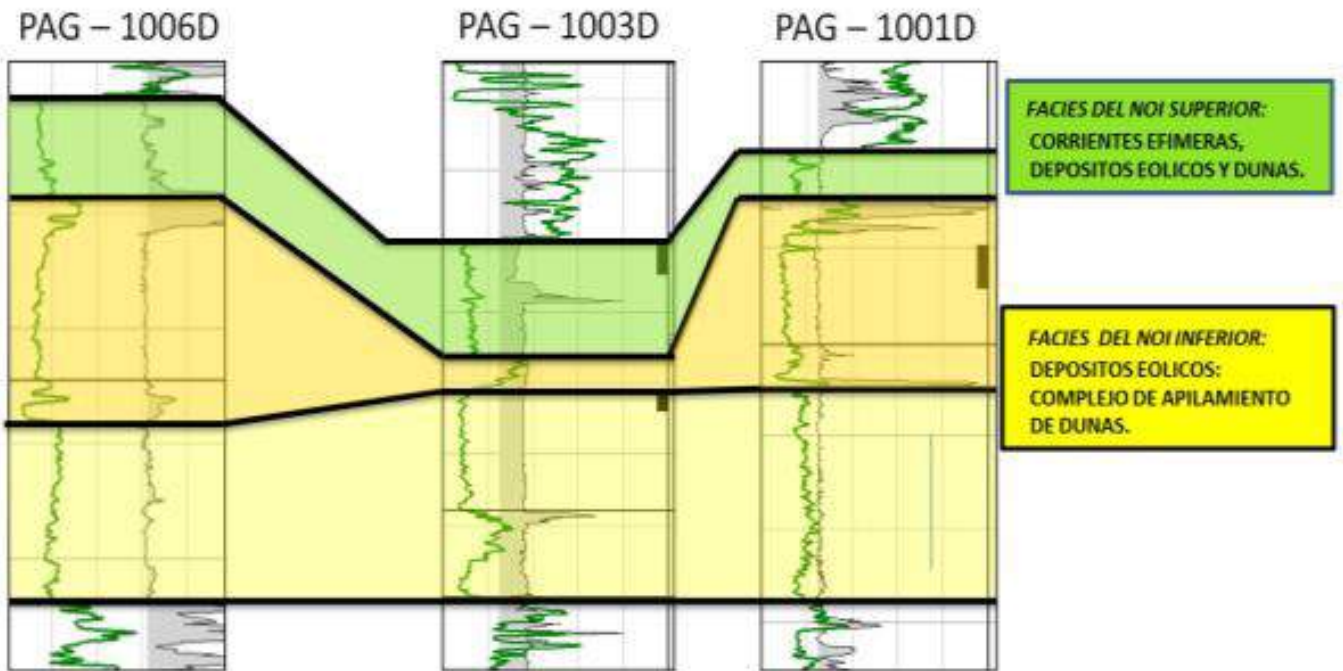 PAG – 1006D
PAG – 1003D
PAG – 1001D
FACIES DEL NOI SUPERIOR:
CORRIENTES EFIMERAS,
DEPOSITOS EOLICOS Y DUNAS.
FACIES DEL NOI INFERIOR:
DEPOSITOS EOLICOS:
COMPLEJO DE APILAMIENTO
DE DUNAS.